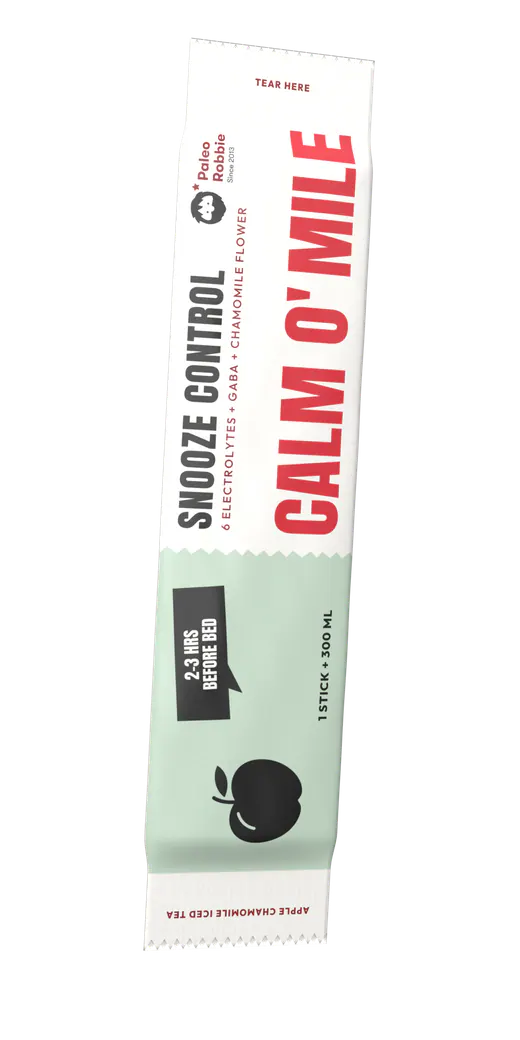 TEAR HERE
Paleo
Robbie
Since 2013
SNOOZE CONTROL
6 ELECTROLYTES + GABA + CHAMOMILE FLOWER
CALM O' MILE
2-3 HRS
BEFORE BED
1 STICK + 300 ML
APPLE CHAMOMILE ICED TEA